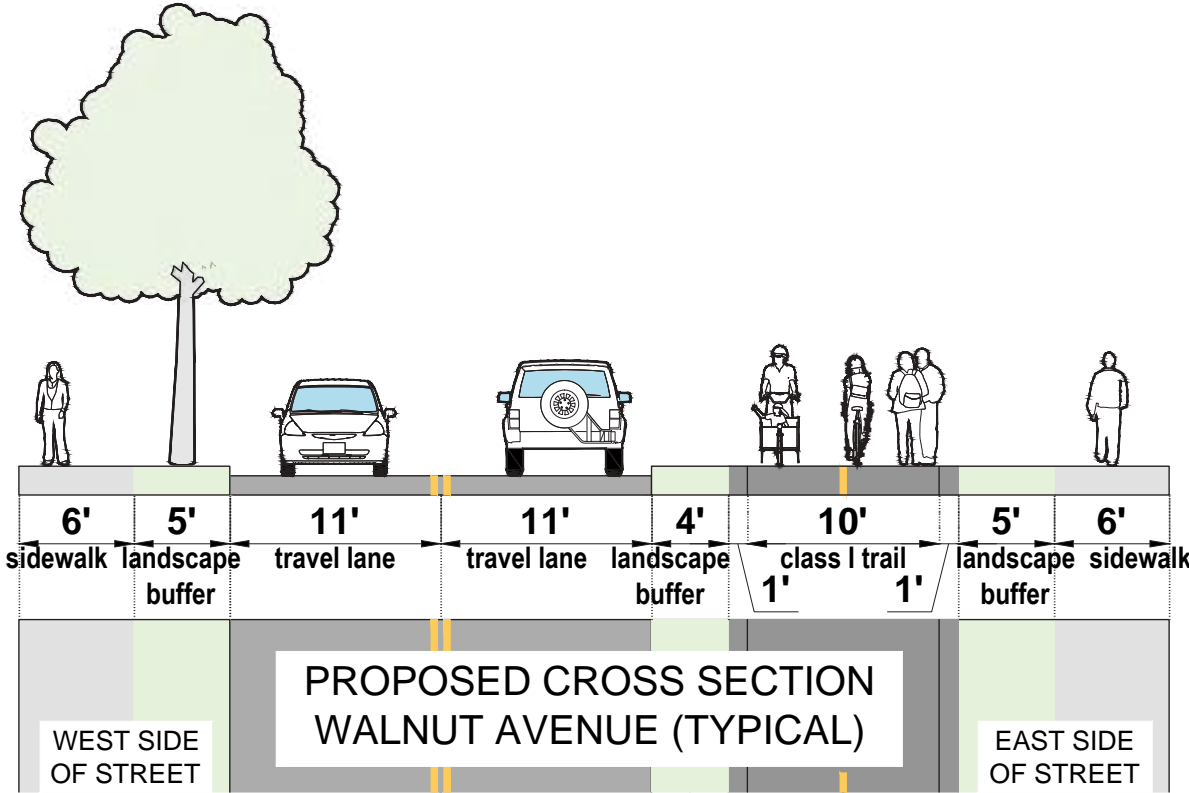 6' 5' 11' 11' 4' 10' 5' 6'
sidewalk landscape travel lane travel lane landscape class I trail landscape sidewalk
buffer buffer 1' 1' buffer
PROPOSED CROSS SECTION
WALNUT AVENUE (TYPICAL)
WEST SIDE
OF STREET
EAST SIDE
OF STREET